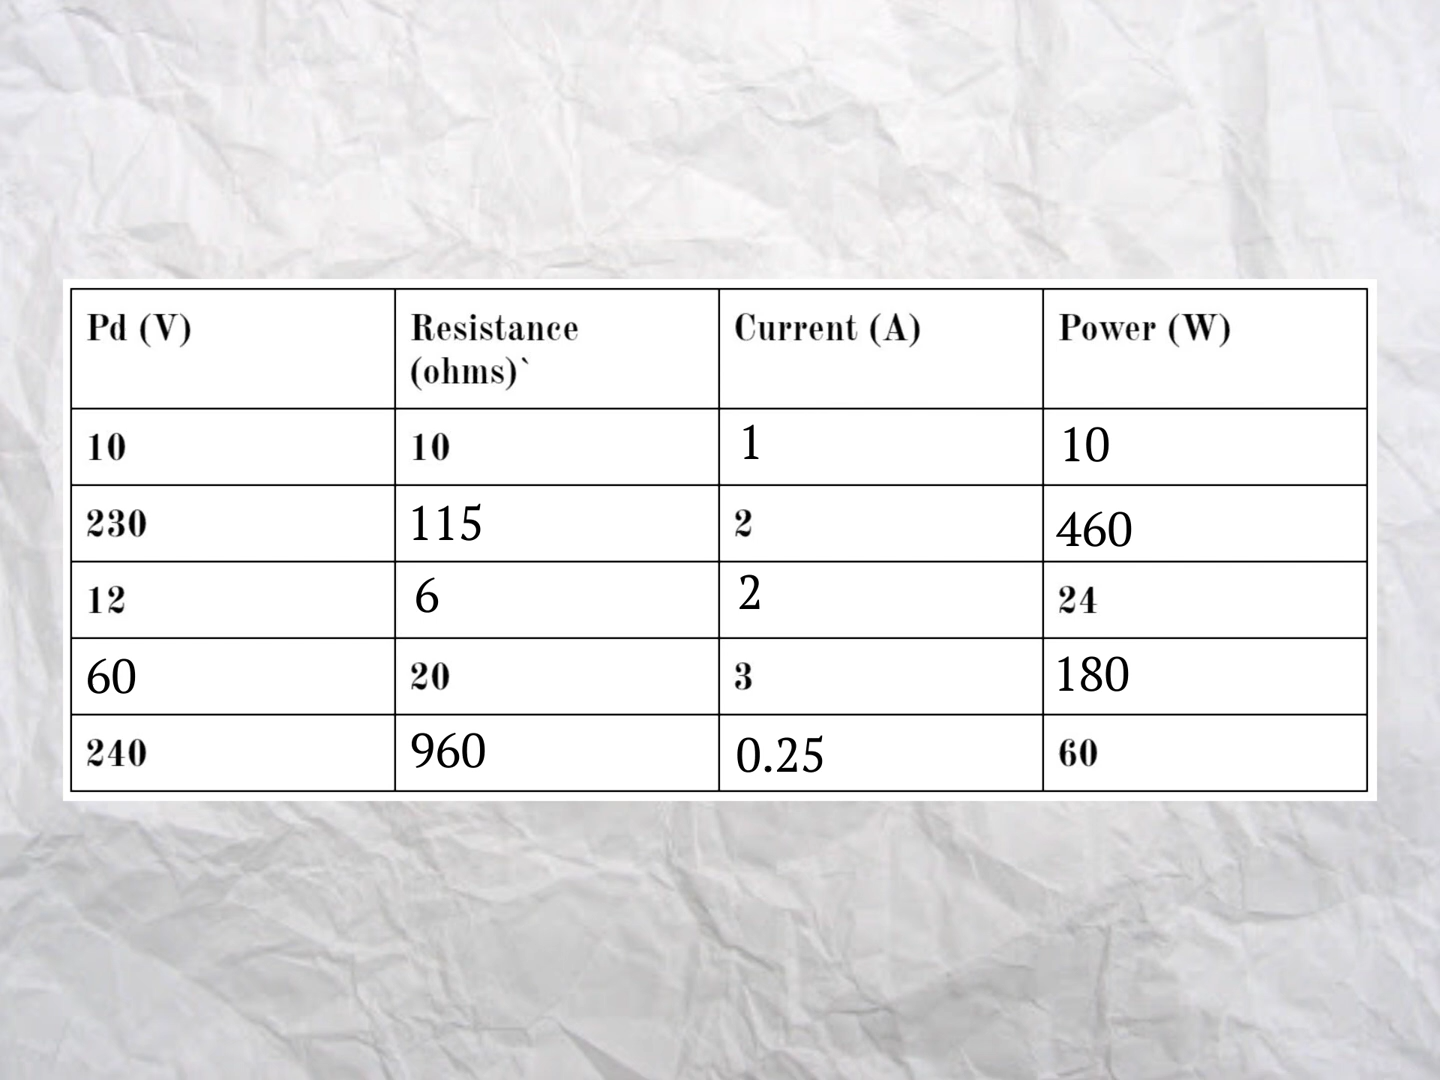 Pd (V) Resistance (ohms)` Current (A) Power (W)
10 10 1 10
230 115 2 460
12 6 2 24
60 20 3 180
240 960 0.25 60